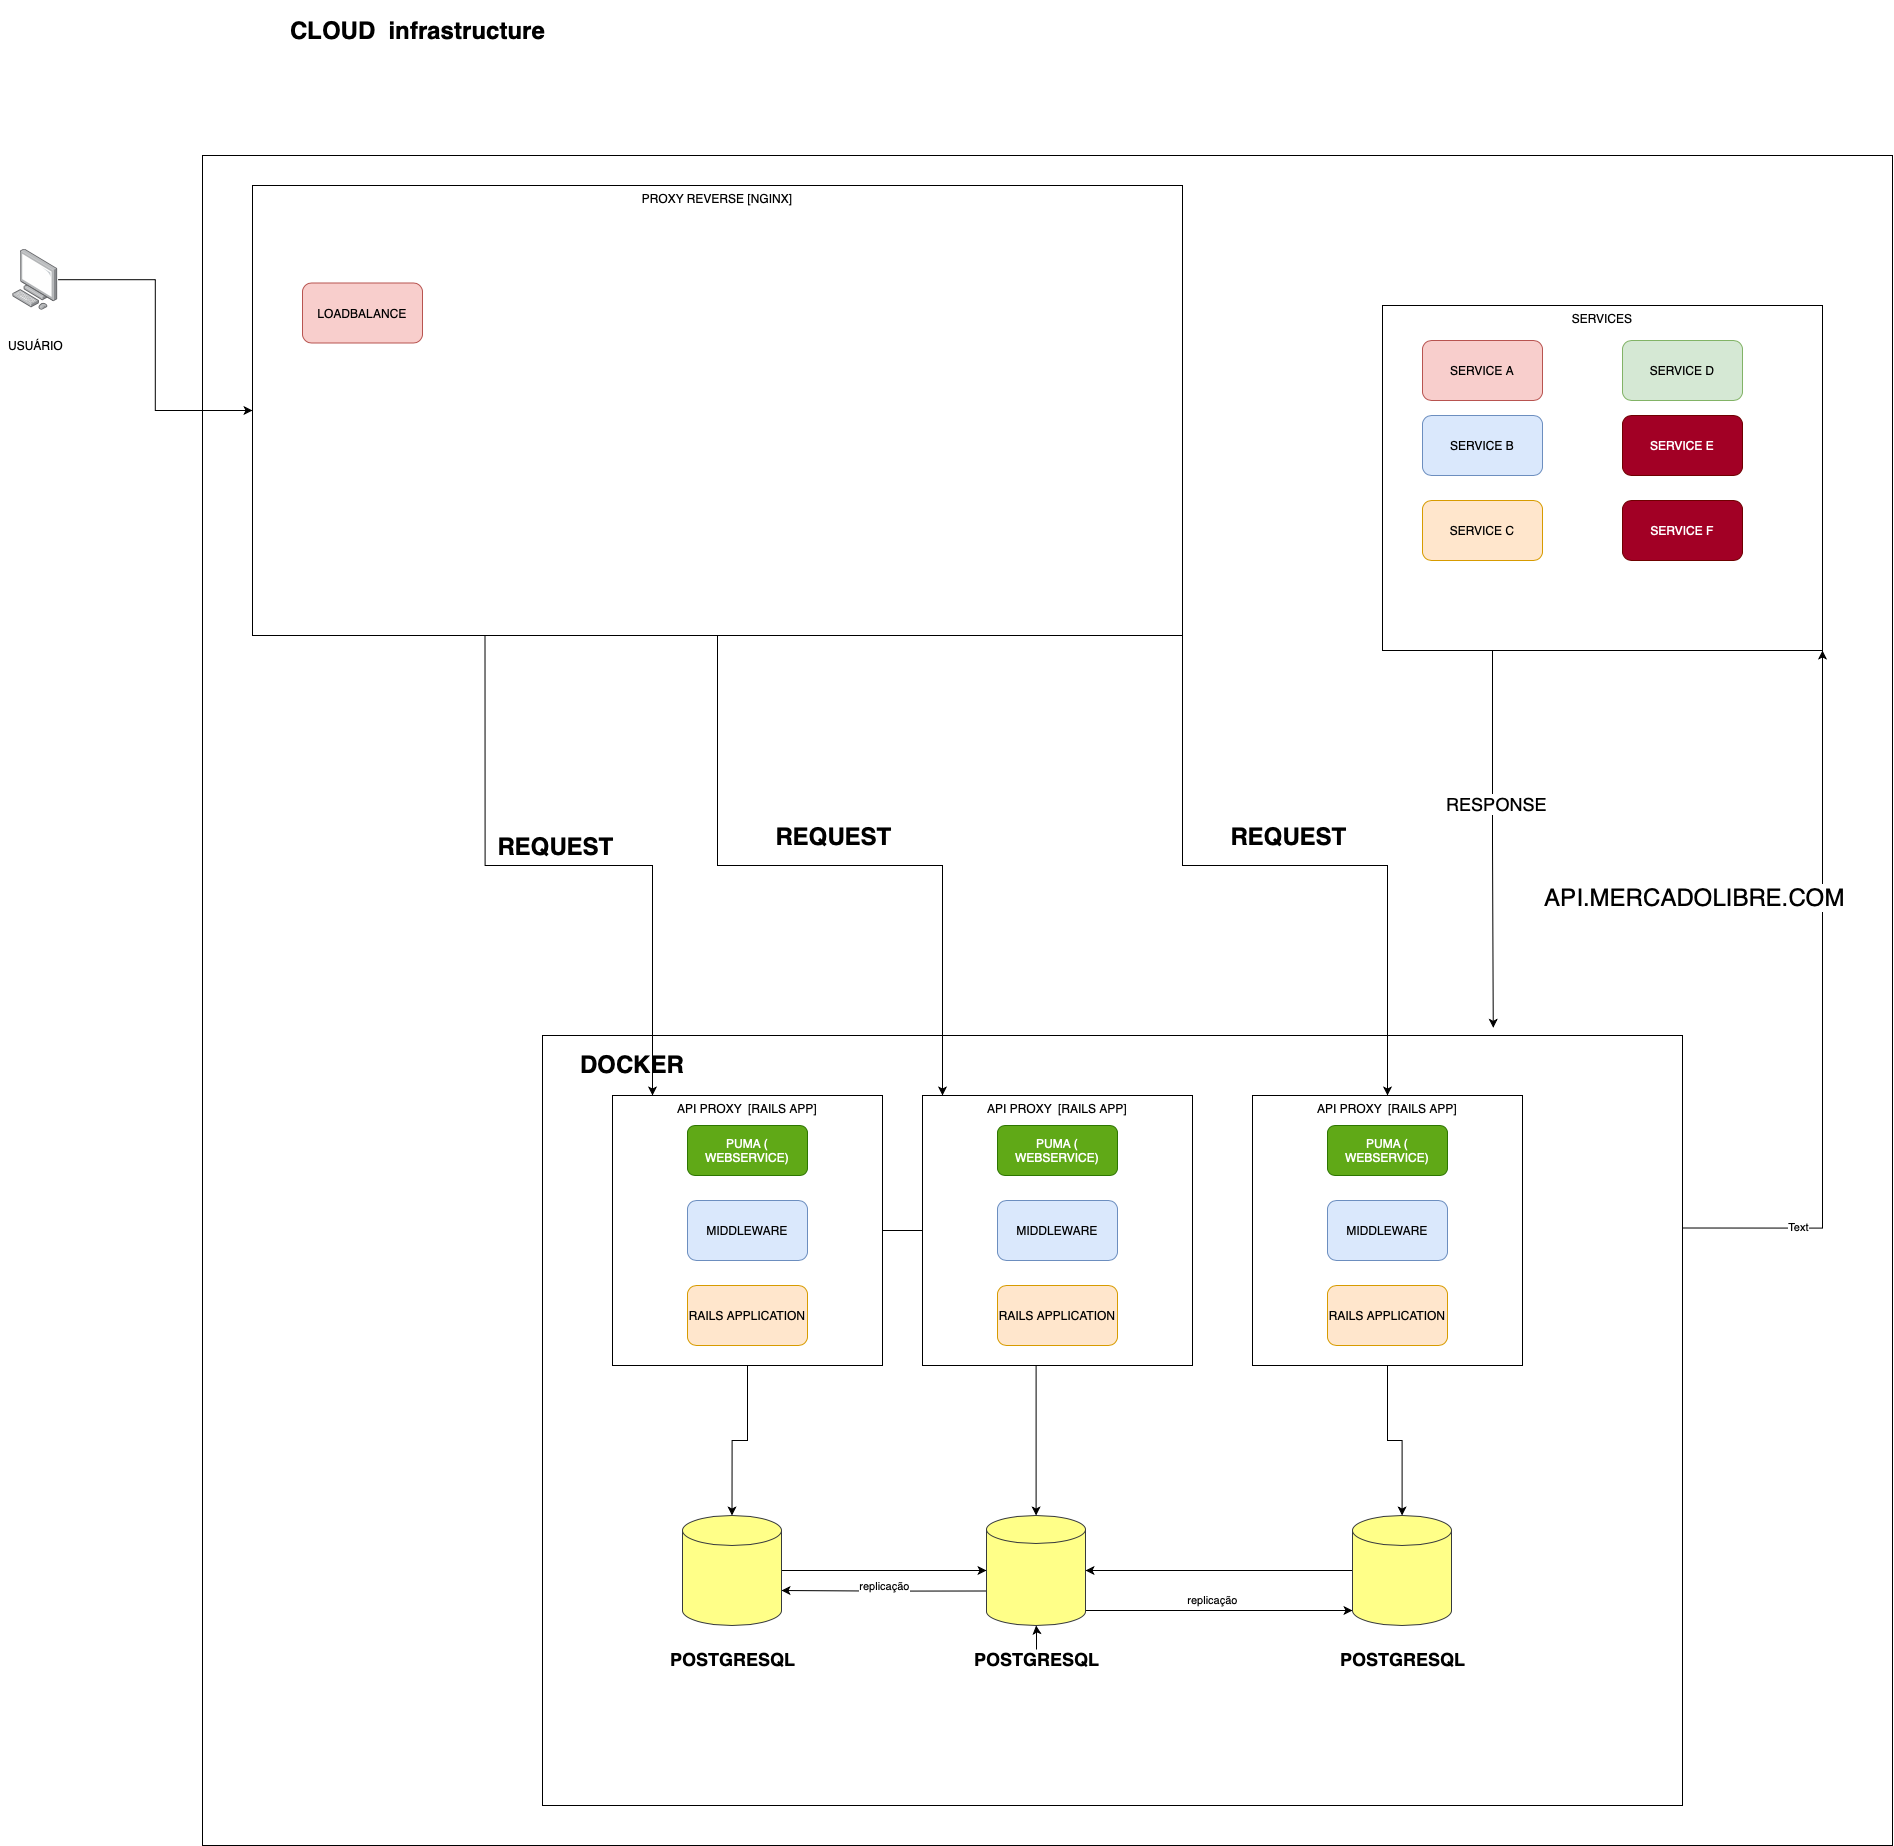 CLOUD  infrastructure
PROXY REVERSE [NGINX]
LOADBALANCE
USUÁRIO
SERVICES
SERVICE A
SERVICE D
SERVICE B
SERVICE E
SERVICE C
SERVICE F
REQUEST
REQUEST
REQUEST
RESPONSE
API.MERCADOLIBRE.COM
DOCKER
API PROXY  [RAILS APP]
PUMA (
WEBSERVICE)
MIDDLEWARE
RAILS APPLICATION
API PROXY  [RAILS APP]
PUMA (
WEBSERVICE)
MIDDLEWARE
RAILS APPLICATION
API PROXY  [RAILS APP]
PUMA (
WEBSERVICE)
MIDDLEWARE
RAILS APPLICATION
Text
replicação
replicação
POSTGRESQL
POSTGRESQL
POSTGRESQL